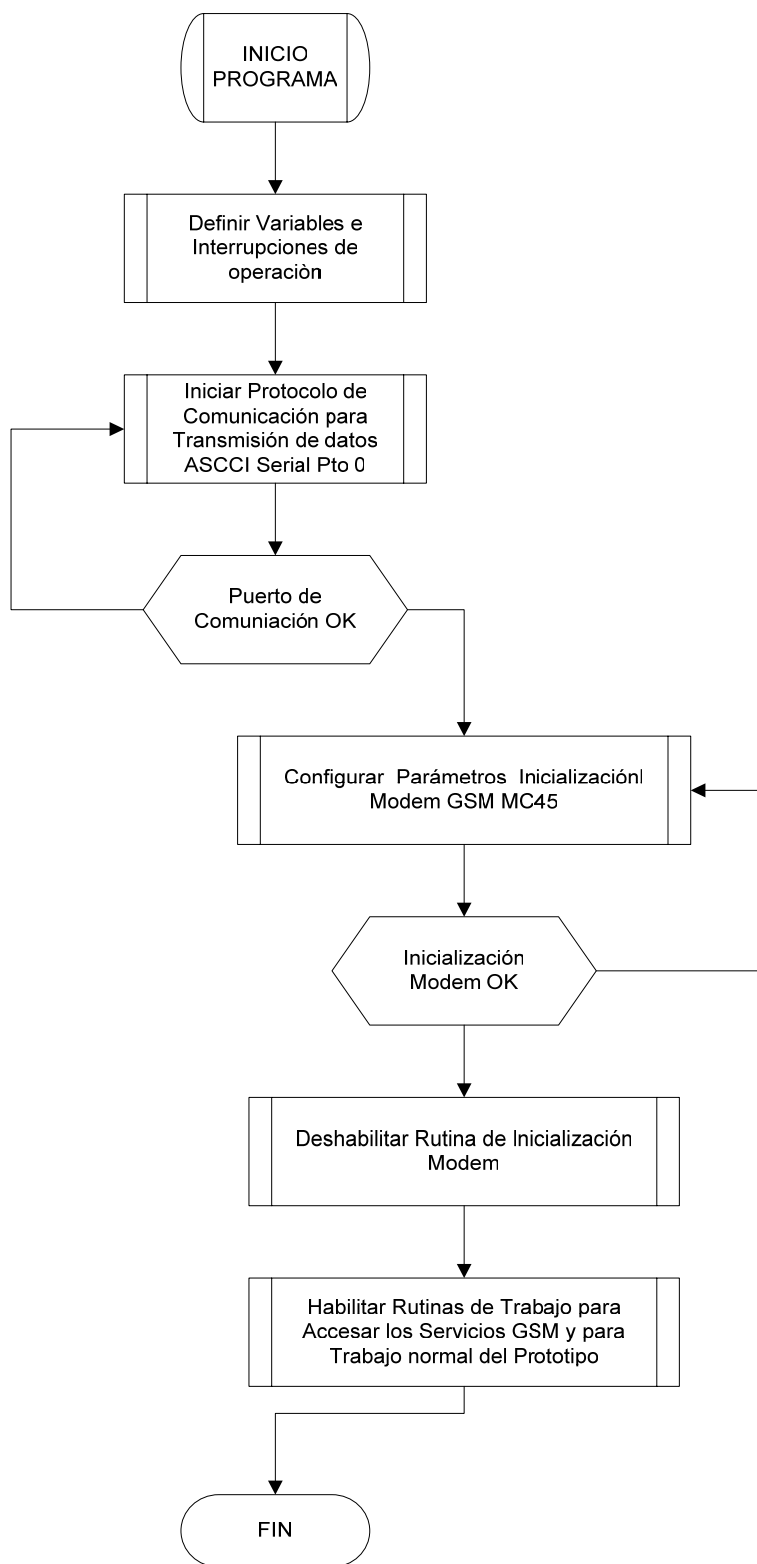 INICIO
PROGRAMA
Definir Variables e
Interrupciones de
operaciòn
Iniciar Protocolo de
Comunicación para
Transmisión de datos
ASCCI Serial Pto 0
Puerto de
Comuniación OK
Configurar Parámetros Inicializaciónl
Modem GSM MC45
Inicialización
Modem OK
Deshabilitar Rutina de Inicialización
Modem
Habilitar Rutinas de Trabajo para
Accesar los Servicios GSM y para
Trabajo normal del Prototipo
FIN